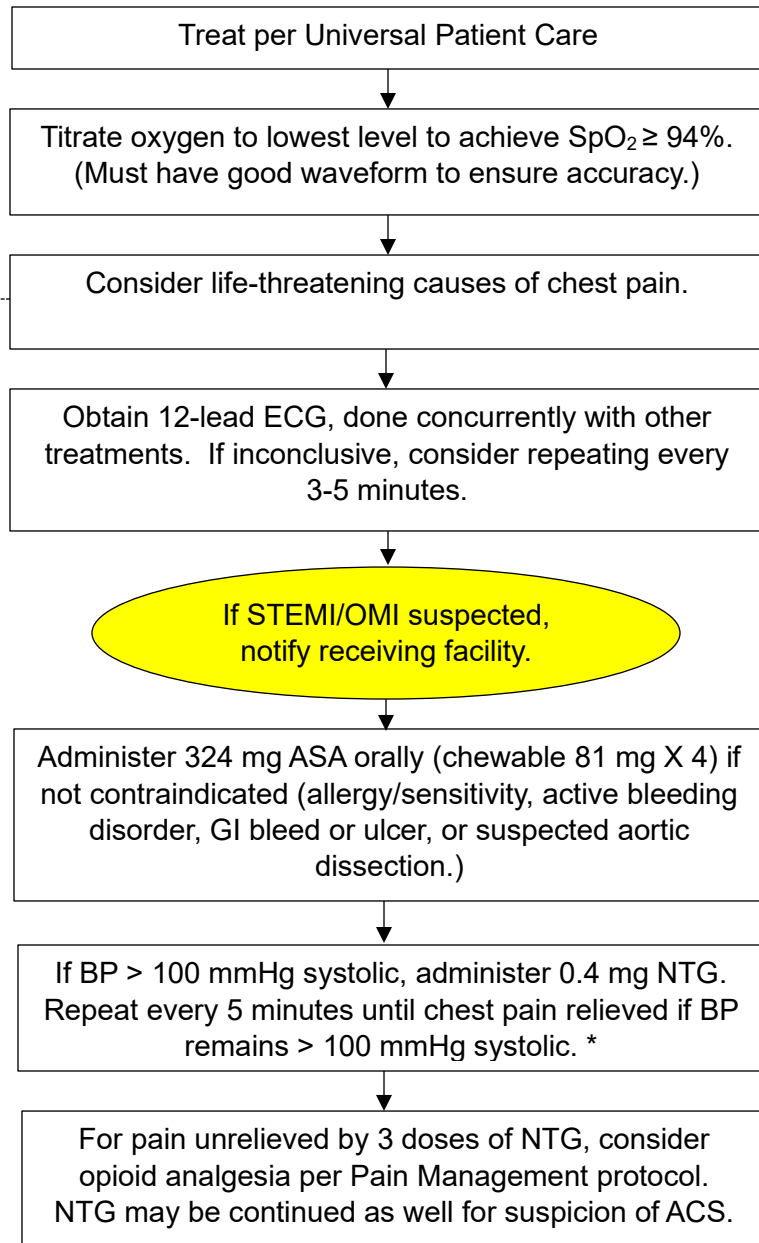 Treat per Universal Patient Care
Titrate oxygen to lowest level to achieve SpO₂ ≥ 94%.
(Must have good waveform to ensure accuracy.)
Consider life-threatening causes of chest pain.
Obtain 12-lead ECG, done concurrently with other
treatments.  If inconclusive, consider repeating every
3-5 minutes.
If STEMI/OMI suspected,
notify receiving facility.
Administer 324 mg ASA orally (chewable 81 mg X 4) if
not contraindicated (allergy/sensitivity, active bleeding
disorder, GI bleed or ulcer, or suspected aortic
dissection.)
If BP > 100 mmHg systolic, administer 0.4 mg NTG.
Repeat every 5 minutes until chest pain relieved if BP
remains > 100 mmHg systolic. *
For pain unrelieved by 3 doses of NTG, consider
opioid analgesia per Pain Management protocol.
NTG may be continued as well for suspicion of ACS.